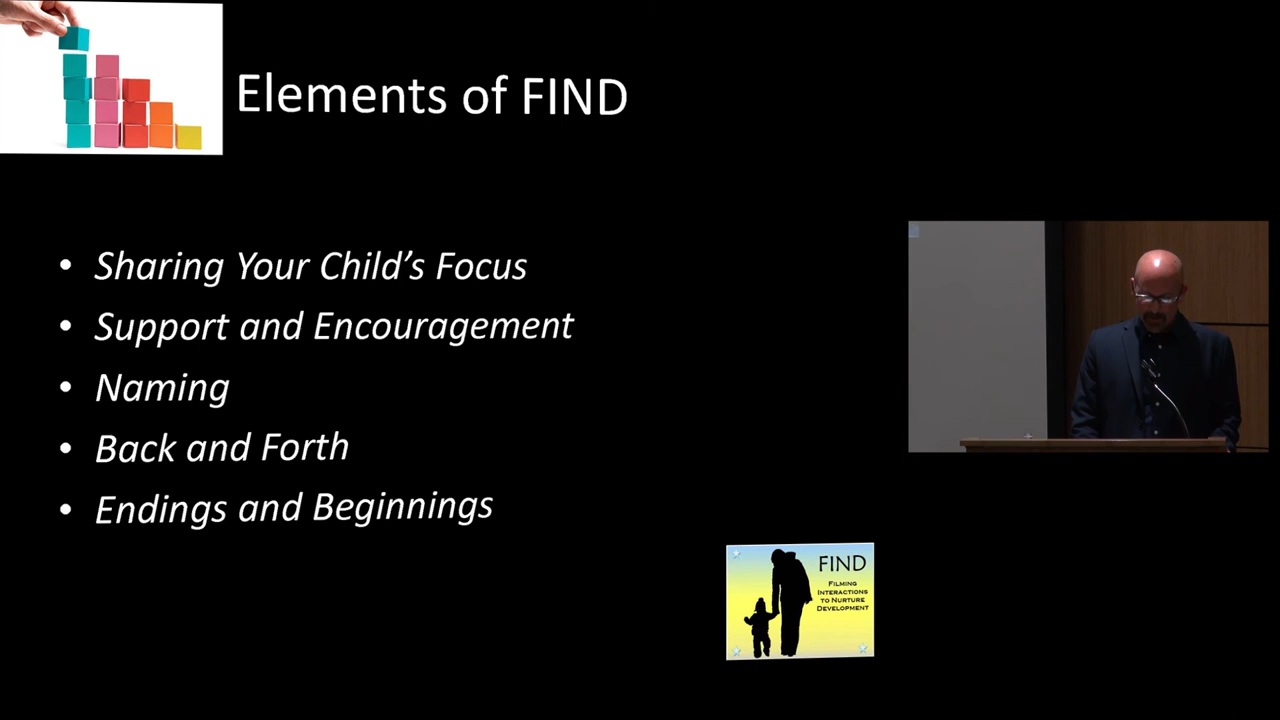 Elements of FIND
• Sharing Your Child's Focus
• Support and Encouragement
• Naming
• Back and Forth
• Endings and Beginnings
FIND
FILMING
INTERACTIONS
TO NURTURE
DEVELOPMENT